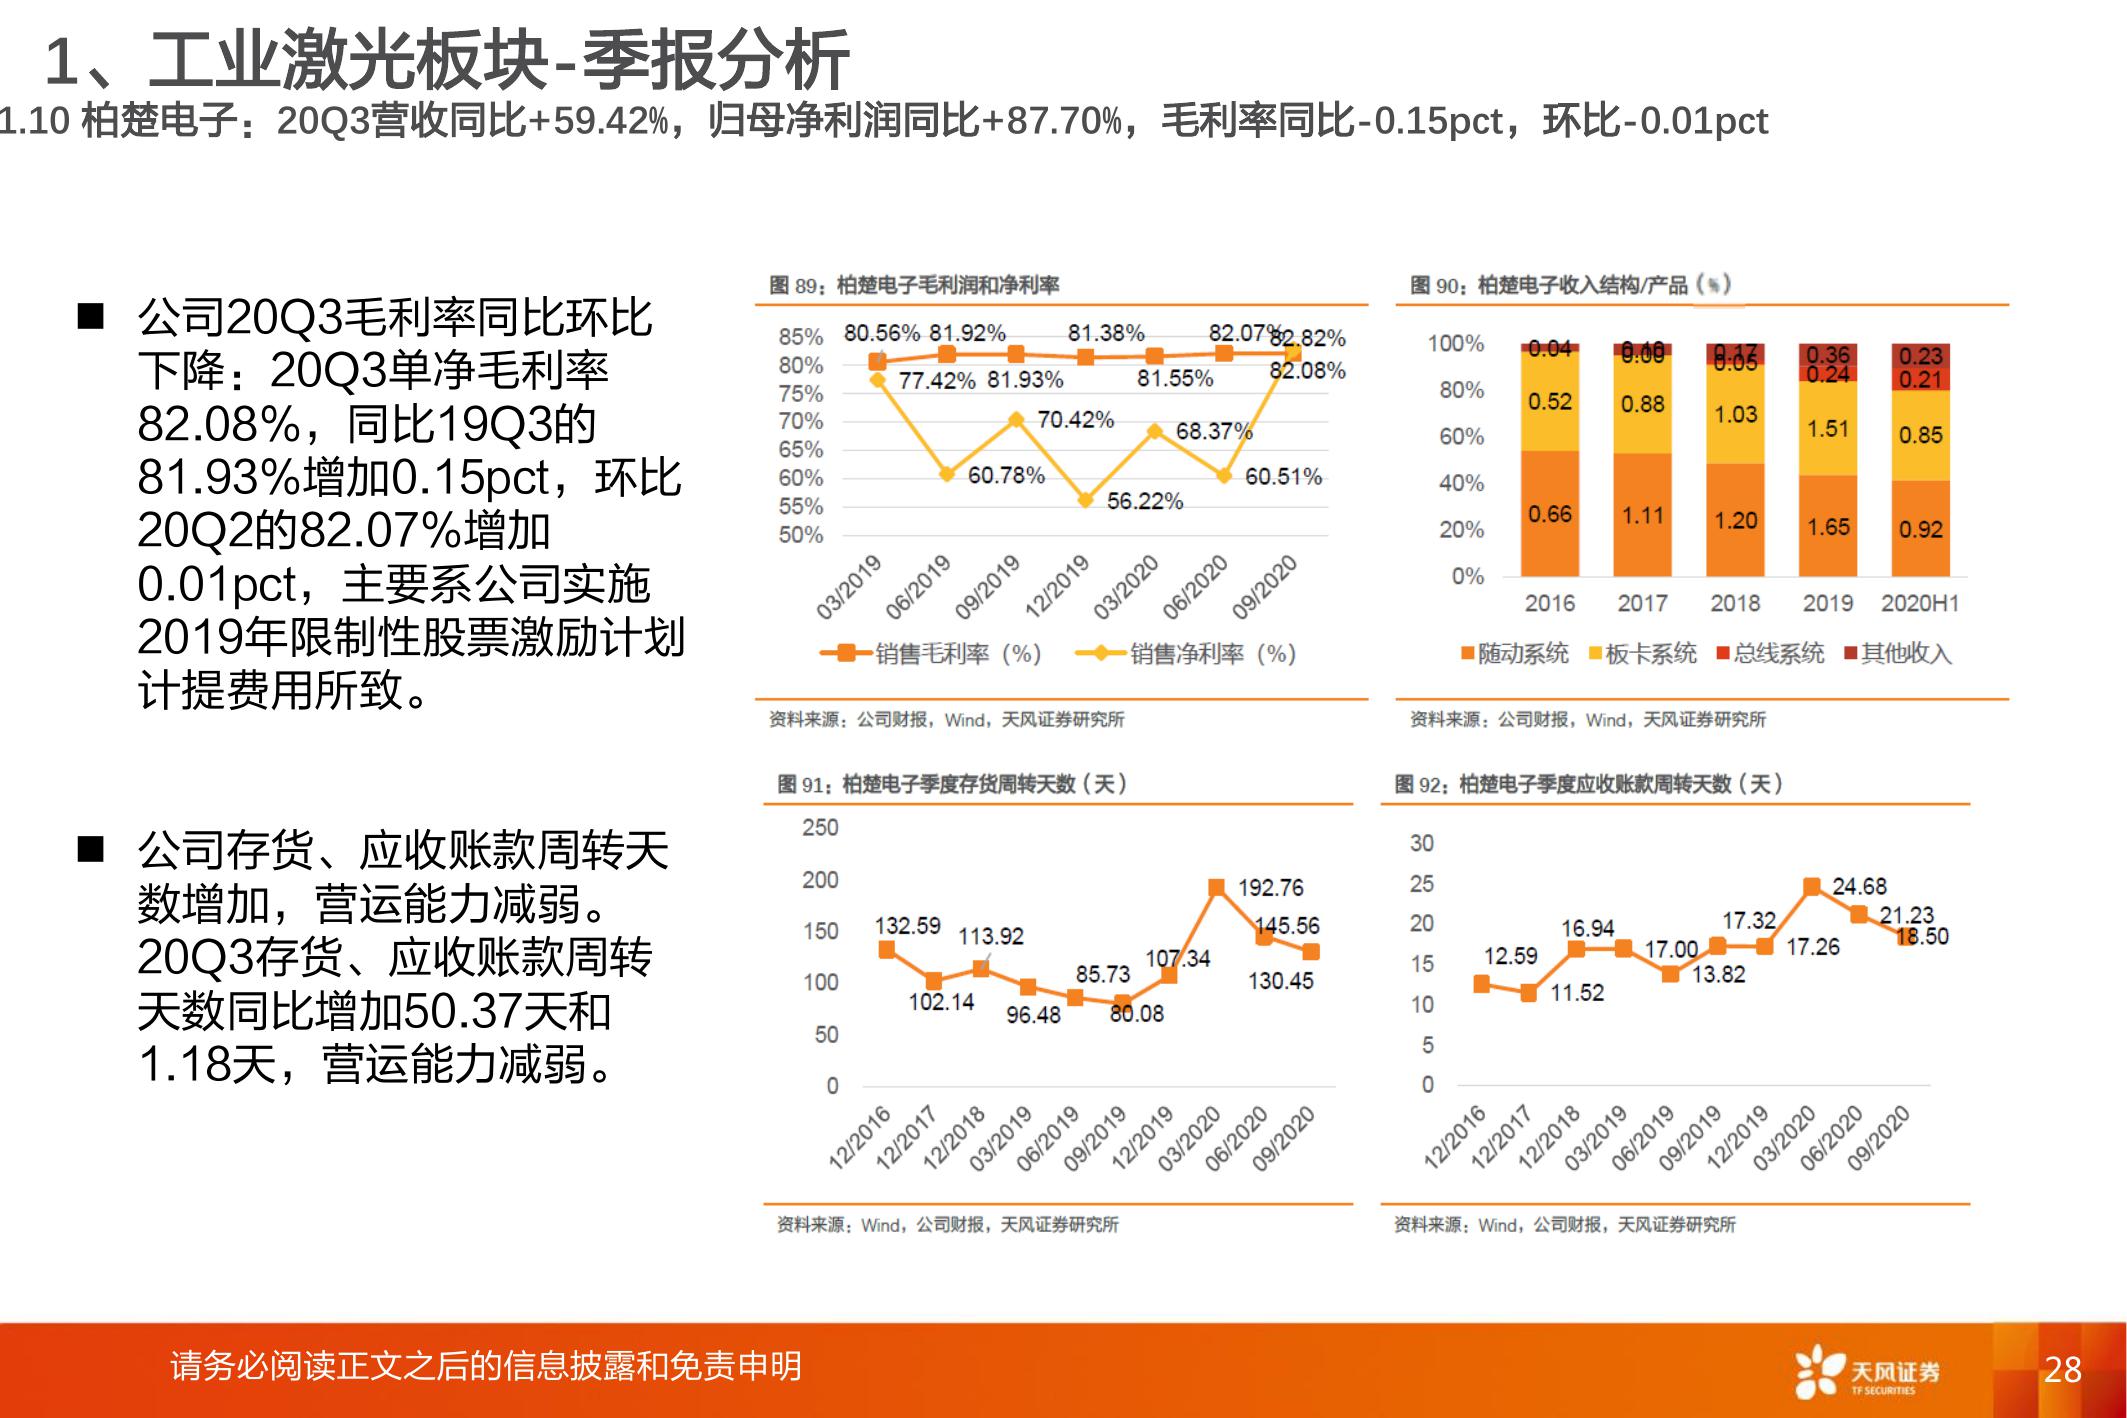 1、工业激光板块-季报分析
1.10 柏楚电子：20Q3营收同比+59.42%，归母净利润同比+87.70%，毛利率同比-0.15pct，环比-0.01pct
■ 公司20Q3毛利率同比环比
下降：20Q3单净毛利率
82.08%，同比19Q3的
81.93%增加0.15pct，环比
20Q2的82.07%增加
0.01pct，主要系公司实施
2019年限制性股票激励计划
计提费用所致。
■ 公司存货、应收账款周转天
数增加，营运能力减弱。
20Q3存货、应收账款周转
天数同比增加50.37天和
1.18天，营运能力减弱。
图 89：柏楚电子毛利润和净利率
85%
80%
75%
70%
65%
60%
55%
50%
80.56% 81.92% 81.38% 82.07% 82.82%
77.42% 81.93% 81.55% 82.08%
70.42% 68.37%
60.78% 56.22% 60.51%
03/2019 06/2019 09/2019 12/2019 03/2020 06/2020 09/2020
销售毛利率（%） 销售净利率（%）
资料来源：公司财报，Wind，天风证券研究所
图 90：柏楚电子收入结构/产品（%）
100%
80%
60%
40%
20%
0%
0.04 0.17 0.36 0.23
0.05 0.24 0.21
0.52 0.88 1.03 1.51 0.85
0.66 1.11 1.20 1.65 0.92
2016 2017 2018 2019 2020H1
随动系统 板卡系统 总线系统 其他收入
资料来源：公司财报，Wind，天风证券研究所
图 91：柏楚电子季度存货周转天数（天）
250
200
150
100
50
0
132.59 102.14 113.92 96.48 85.73 80.08 107.34 192.76 145.56 130.45
12/2016 12/2017 12/2018 03/2019 06/2019 09/2019 12/2019 03/2020 06/2020 09/2020
资料来源：Wind，公司财报，天风证券研究所
图 92：柏楚电子季度应收账款周转天数（天）
30
25
20
15
10
5
0
12.59 11.52 16.94 17.00 13.82 17.32 17.26 24.68 21.23 18.50
12/2016 12/2017 12/2018 03/2019 06/2019 09/2019 12/2019 03/2020 06/2020 09/2020
资料来源：Wind，公司财报，天风证券研究所
请务必阅读正文之后的信息披露和免责申明
天风证券
TF SECURITIES
28